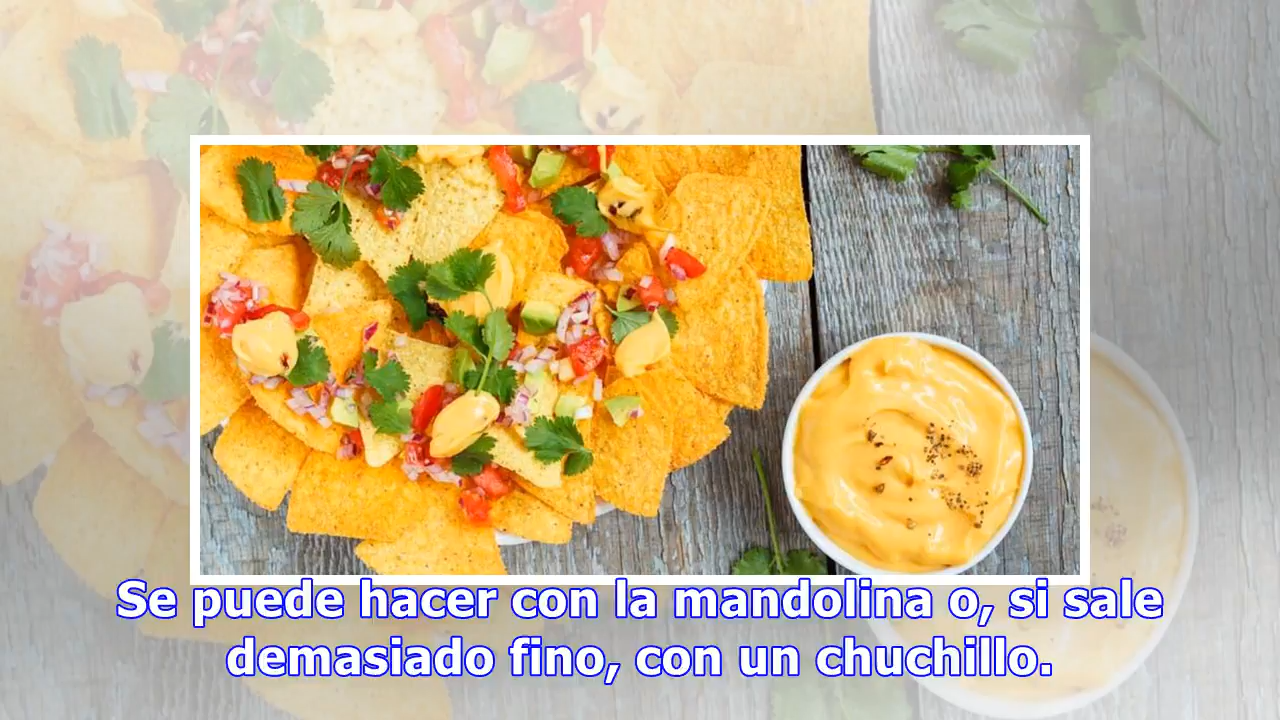 Se puede hacer con la mandolina o, si sale
demasiado fino, con un chuchillo.